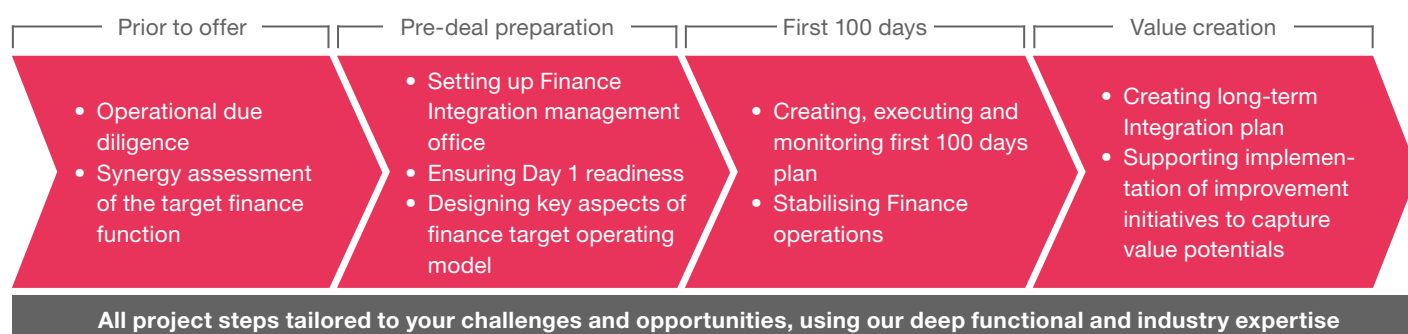 Prior to offer
Pre-deal preparation
First 100 days
Value creation
• Operational due
diligence
• Synergy assessment
of the target finance
function
• Setting up Finance
Integration management
office
• Ensuring Day 1 readiness
• Designing key aspects of
finance target operating
model
• Creating, executing and
monitoring first 100 days
plan
• Stabilising Finance
operations
• Creating long-term
Integration plan
• Supporting implemen-
tation of improvement
initiatives to capture
value potentials
All project steps tailored to your challenges and opportunities, using our deep functional and industry expertise